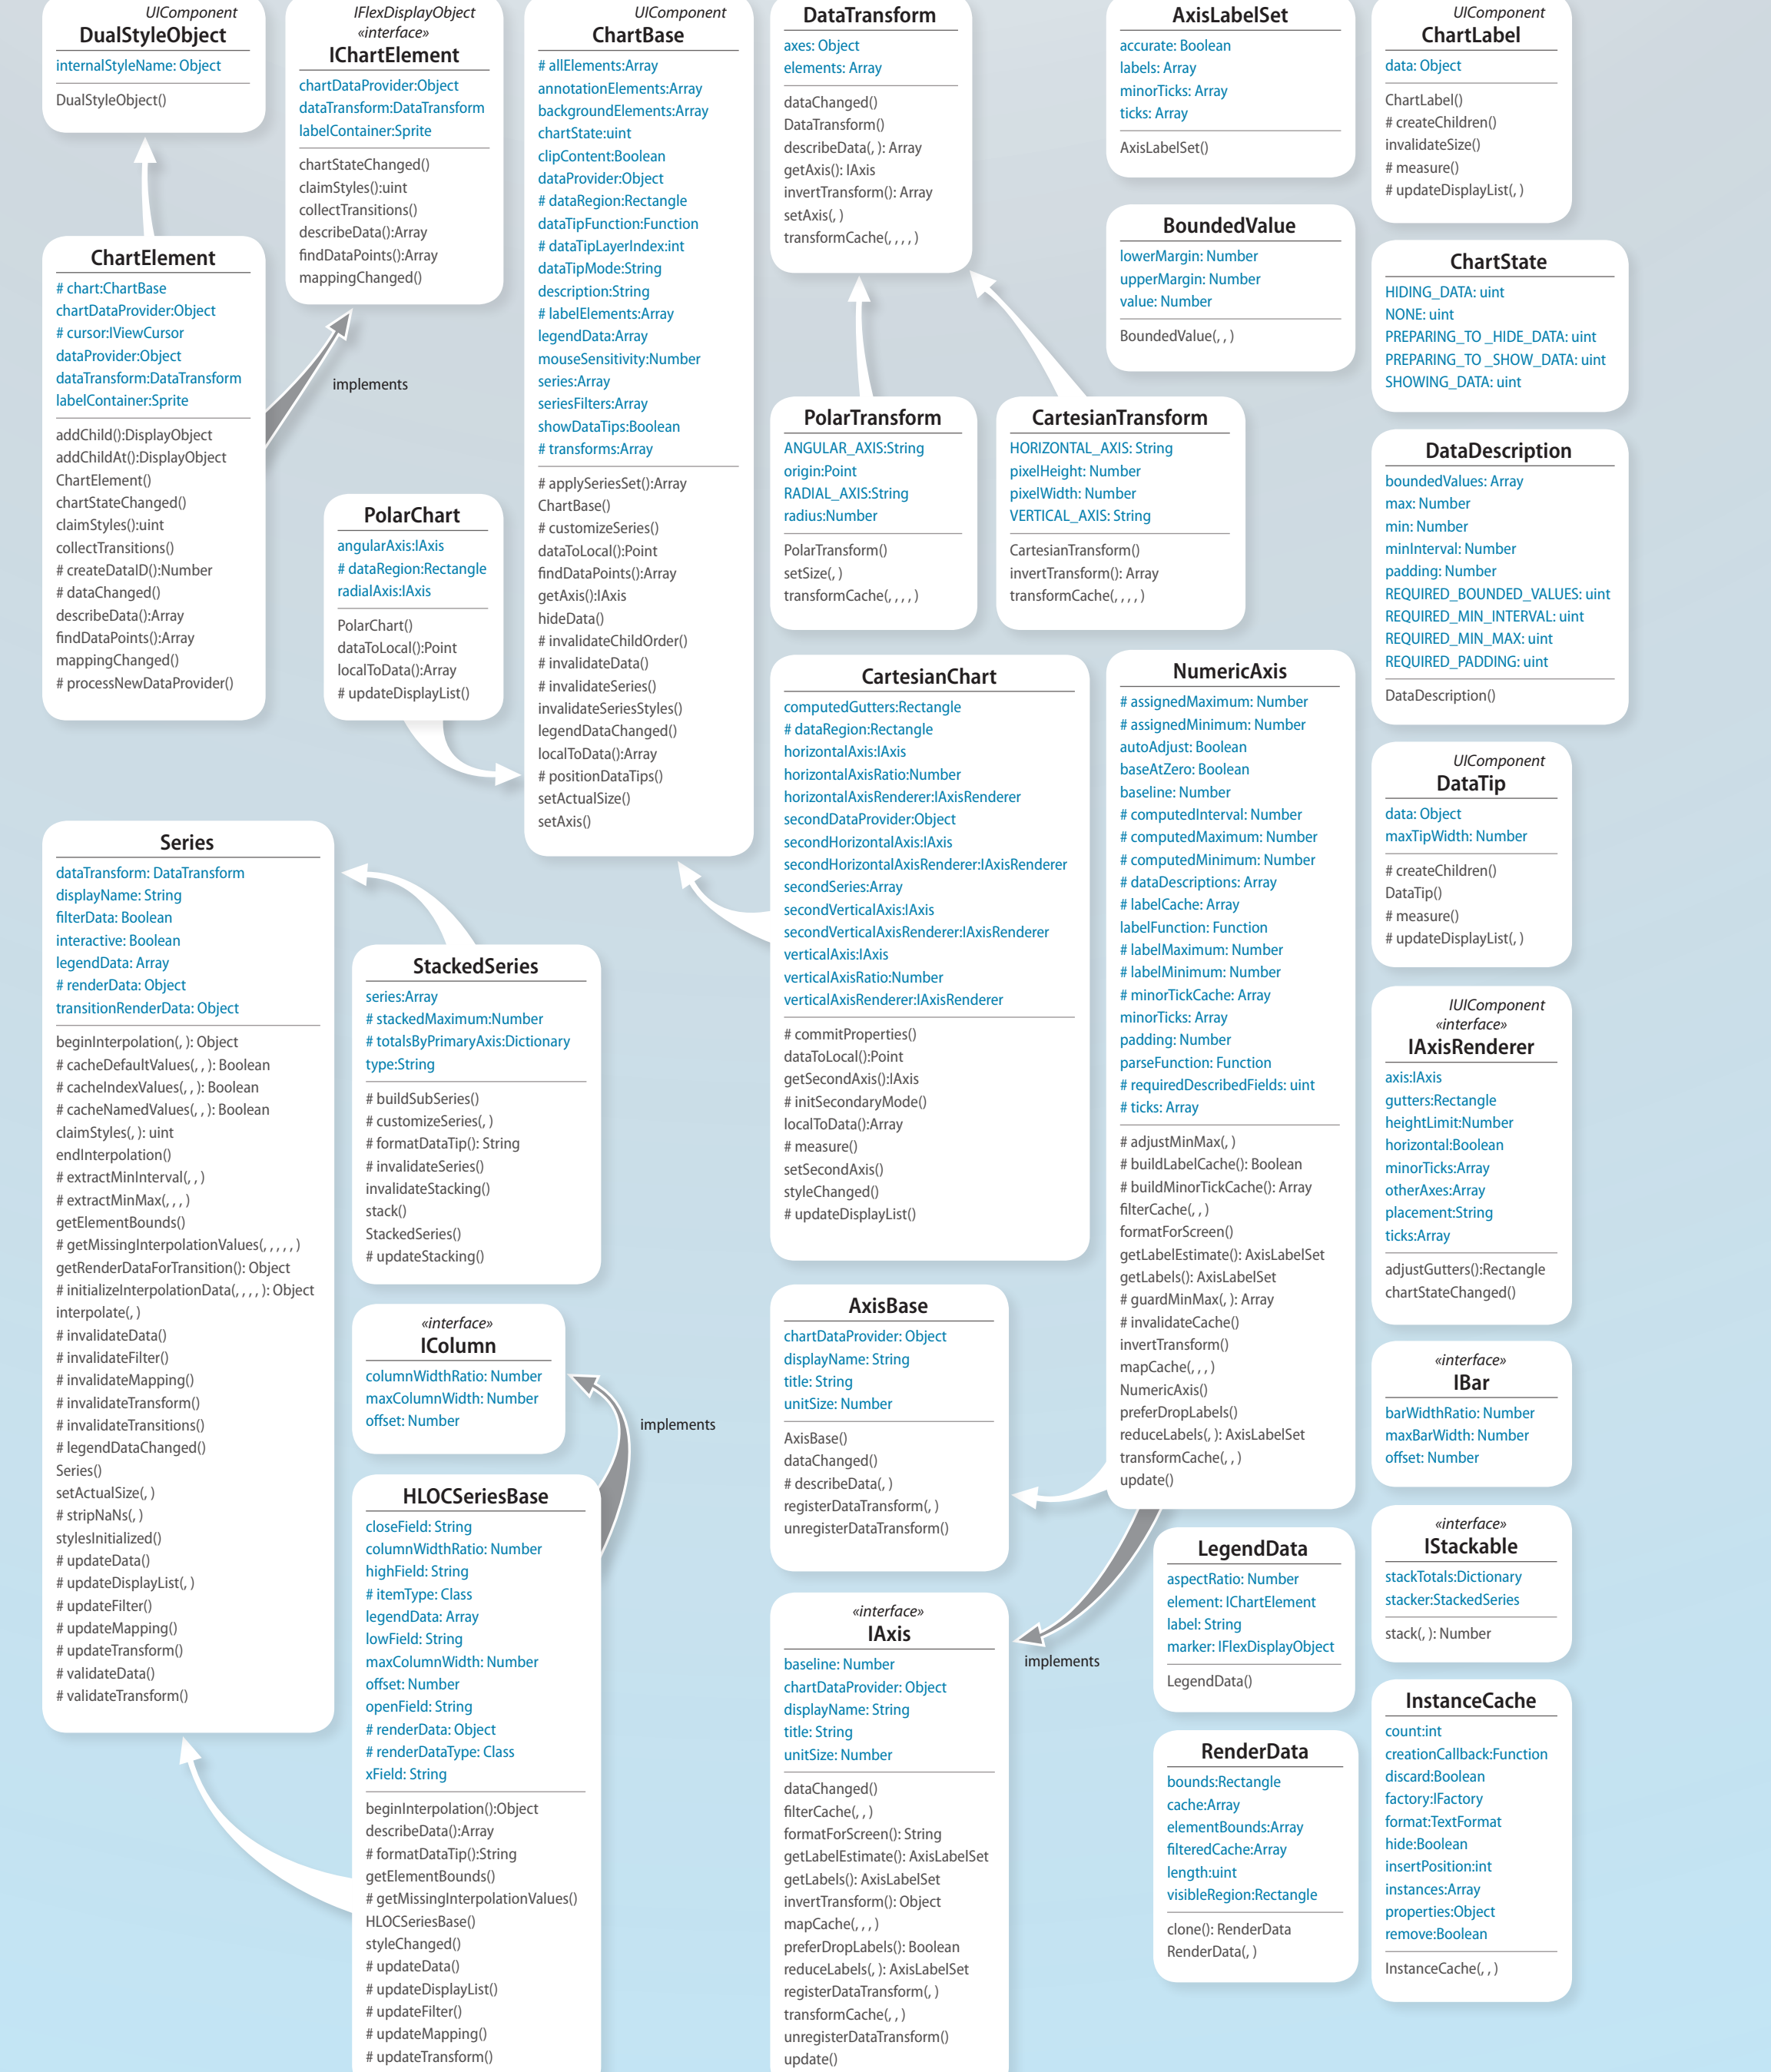 UIComponent
DualStyleObject
internalStyleName: Object
DualStyleObject()
IFlexDisplayObject
«interface»
IChartElement
chartDataProvider:Object
dataTransform:DataTransform
labelContainer:Sprite
chartStateChanged()
claimStyles():uint
collectTransitions()
describeData():Array
findDataPoints():Array
mappingChanged()
ChartElement
# chart:ChartBase
chartDataProvider:Object
# cursor:IViewCursor
dataProvider:Object
dataTransform:DataTransform
labelContainer:Sprite
addChild():DisplayObject
addChildAt():DisplayObject
ChartElement()
chartStateChanged()
claimStyles():uint
collectTransitions()
# createDataID():Number
# dataChanged()
describeData():Array
findDataPoints():Array
mappingChanged()
# processNewDataProvider()
implements
PolarChart
angularAxis:IAxis
# dataRegion:Rectangle
radialAxis:IAxis
PolarChart()
dataToLocal():Point
localToData():Array
# updateDisplayList()
UIComponent
ChartBase
# allElements:Array
annotationElements:Array
backgroundElements:Array
chartState:uint
clipContent:Boolean
dataProvider:Object
# dataRegion:Rectangle
dataTipFunction:Function
# dataTipLayerIndex:int
dataTipMode:String
description:String
# labelElements:Array
legendData:Array
mouseSensitivity:Number
series:Array
seriesFilters:Array
showDataTips:Boolean
# transforms:Array
# applySeriesSet():Array
ChartBase()
# customizeSeries()
dataToLocal():Point
findDataPoints():Array
getAxis():IAxis
hideData()
# invalidateChildOrder()
# invalidateData()
# invalidateSeries()
invalidateSeriesStyles()
legendDataChanged()
localToData():Array
# positionDataTips()
setActualSize()
setAxis()
DataTransform
axes: Object
elements: Array
dataChanged()
DataTransform()
describeData(, ): Array
getAxis(): IAxis
invertTransform(): Array
setAxis(, )
transformCache(, , , , )
PolarTransform
ANGULAR_AXIS:String
origin:Point
RADIAL_AXIS:String
radius:Number
PolarTransform()
setSize(, )
transformCache(, , , , )
CartesianTransform
HORIZONTAL_AXIS: String
pixelHeight: Number
pixelWidth: Number
VERTICAL_AXIS: String
CartesianTransform()
invertTransform(): Array
transformCache(, , , , )
AxisLabelSet
accurate: Boolean
labels: Array
minorTicks: Array
ticks: Array
AxisLabelSet()
BoundedValue
lowerMargin: Number
upperMargin: Number
value: Number
BoundedValue(, , )
UIComponent
ChartLabel
data: Object
ChartLabel()
# createChildren()
invalidateSize()
# measure()
# updateDisplayList(, )
ChartState
HIDING_DATA: uint
NONE: uint
PREPARING_TO _HIDE_DATA: uint
PREPARING_TO _SHOW_DATA: uint
SHOWING_DATA: uint
DataDescription
boundedValues: Array
max: Number
min: Number
minInterval: Number
padding: Number
REQUIRED_BOUNDED_VALUES: uint
REQUIRED_MIN_INTERVAL: uint
REQUIRED_MIN_MAX: uint
REQUIRED_PADDING: uint
DataDescription()
UIComponent
DataTip
data: Object
maxTipWidth: Number
# createChildren()
DataTip()
# measure()
# updateDisplayList(, )
CartesianChart
computedGutters:Rectangle
# dataRegion:Rectangle
horizontalAxis:IAxis
horizontalAxisRatio:Number
horizontalAxisRenderer:IAxisRenderer
secondDataProvider:Object
secondHorizontalAxis:IAxis
secondHorizontalAxisRenderer:IAxisRenderer
secondSeries:Array
secondVerticalAxis:IAxis
secondVerticalAxisRenderer:IAxisRenderer
verticalAxis:IAxis
verticalAxisRatio:Number
verticalAxisRenderer:IAxisRenderer
# commitProperties()
dataToLocal():Point
getSecondAxis():IAxis
# initSecondaryMode()
localToData():Array
# measure()
setSecondAxis()
styleChanged()
# updateDisplayList()
NumericAxis
# assignedMaximum: Number
# assignedMinimum: Number
autoAdjust: Boolean
baseAtZero: Boolean
baseline: Number
# computedInterval: Number
# computedMaximum: Number
# computedMinimum: Number
# dataDescriptions: Array
# labelCache: Array
labelFunction: Function
# labelMaximum: Number
# labelMinimum: Number
# minorTickCache: Array
minorTicks: Array
padding: Number
parseFunction: Function
# requiredDescribedFields: uint
# ticks: Array
# adjustMinMax(, )
# buildLabelCache(): Boolean
# buildMinorTickCache(): Array
filterCache(, , )
formatForScreen()
getLabelEstimate(): AxisLabelSet
getLabels(): AxisLabelSet
# guardMinMax(, ): Array
# invalidateCache()
invertTransform()
mapCache(, , , )
NumericAxis()
preferDropLabels()
reduceLabels(, ): AxisLabelSet
transformCache(, , )
update()
Series
dataTransform: DataTransform
displayName: String
filterData: Boolean
interactive: Boolean
legendData: Array
# renderData: Object
transitionRenderData: Object
beginInterpolation(, ): Object
# cacheDefaultValues(, , ): Boolean
# cacheIndexValues(, , ): Boolean
# cacheNamedValues(, , ): Boolean
claimStyles(, ): uint
endInterpolation()
# extractMinInterval(, , )
# extractMinMax(, , , )
getElementBounds()
# getMissingInterpolationValues(, , , , , )
getRenderDataForTransition(): Object
# initializeInterpolationData(, , , , ): Object
interpolate(, )
# invalidateData()
# invalidateFilter()
# invalidateMapping()
# invalidateTransform()
# invalidateTransitions()
# legendDataChanged()
Series()
setActualSize(, )
# stripNaNs(, )
stylesInitialized()
# updateData()
# updateDisplayList(, )
# updateFilter()
# updateMapping()
# updateTransform()
# validateData()
# validateTransform()
StackedSeries
series:Array
# stackedMaximum:Number
# totalsByPrimaryAxis:Dictionary
type:String
# buildSubSeries()
# customizeSeries(, )
# formatDataTip(): String
# invalidateSeries()
invalidateStacking()
stack()
StackedSeries()
# updateStacking()
«interface»
IColumn
columnWidthRatio: Number
maxColumnWidth: Number
offset: Number
implements
HLOCSeriesBase
closeField: String
columnWidthRatio: Number
highField: String
# itemType: Class
legendData: Array
lowField: String
maxColumnWidth: Number
offset: Number
openField: String
# renderData: Object
# renderDataType: Class
xField: String
beginInterpolation():Object
describeData():Array
# formatDataTip():String
getElementBounds()
# getMissingInterpolationValues()
HLOCSeriesBase()
styleChanged()
# updateData()
# updateDisplayList()
# updateFilter()
# updateMapping()
# updateTransform()
AxisBase
chartDataProvider: Object
displayName: String
title: String
unitSize: Number
AxisBase()
dataChanged()
# describeData(, )
registerDataTransform(, )
unregisterDataTransform()
«interface»
IAxis
baseline: Number
chartDataProvider: Object
displayName: String
title: String
unitSize: Number
dataChanged()
filterCache(, , )
formatForScreen(): String
getLabelEstimate(): AxisLabelSet
getLabels(): AxisLabelSet
invertTransform(): Object
mapCache(, , , )
preferDropLabels(): Boolean
reduceLabels(, ): AxisLabelSet
registerDataTransform(, )
transformCache(, , )
unregisterDataTransform()
update()
implements
LegendData
aspectRatio: Number
element: IChartElement
label: String
marker: IFlexDisplayObject
LegendData()
RenderData
bounds:Rectangle
cache:Array
elementBounds:Array
filteredCache:Array
length:uint
visibleRegion:Rectangle
clone(): RenderData
RenderData(, )
IUIComponent
«interface»
IAxisRenderer
axis:IAxis
gutters:Rectangle
heightLimit:Number
horizontal:Boolean
minorTicks:Array
otherAxes:Array
placement:String
ticks:Array
adjustGutters():Rectangle
chartStateChanged()
«interface»
IBar
barWidthRatio: Number
maxBarWidth: Number
offset: Number
«interface»
IStackable
stackTotals:Dictionary
stacker:StackedSeries
stack(, ): Number
InstanceCache
count:int
creationCallback:Function
discard:Boolean
factory:IFactory
format:TextFormat
hide:Boolean
insertPosition:int
instances:Array
properties:Object
remove:Boolean
InstanceCache(, , )